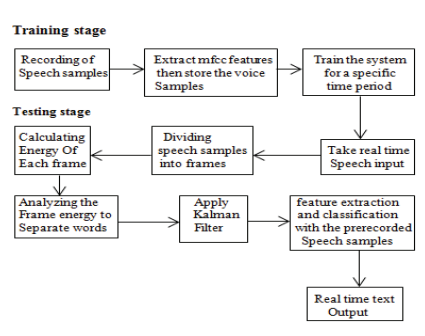 Training stage
Recording of
Speech samples
Extract mfcc features
then store the voice
Samples
Train the system
for a specific
time period
Testing stage
Take real time
Speech input
Dividing
speech samples
into frames
Calculating
Energy Of
Each frame
Analyzing the
Frame energy to
Separate words
Apply
Kalman
Filter
feature extraction
and classification
with the prerecorded
Speech samples
Real time text
Output